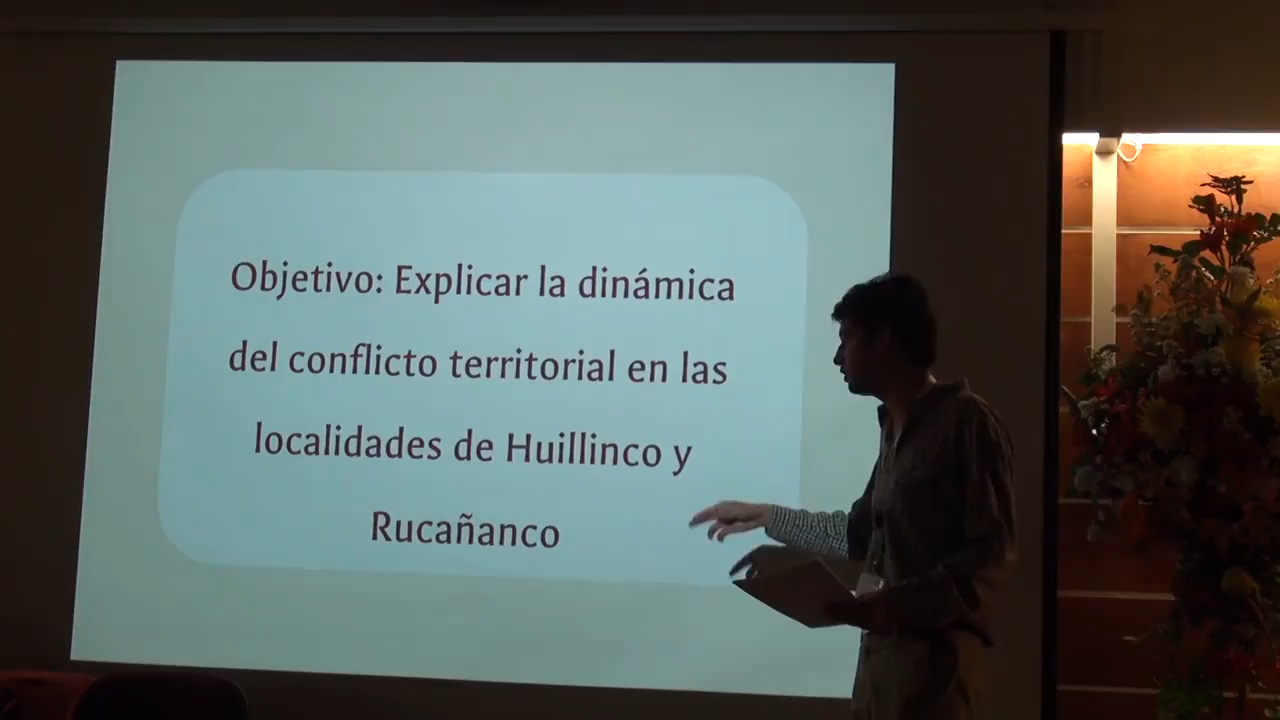 Objetivo: Explicar la dinámica
del conflicto territorial en las
localidades de Huillinco y
Rucañanco